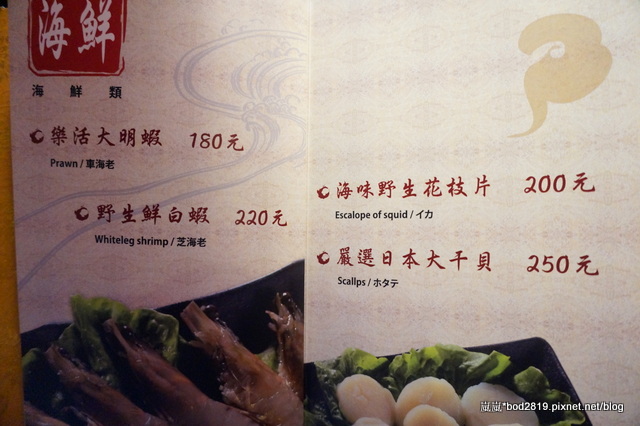 海鮮
海鮮類
樂活大明蝦 180元
Prawn / 車海老
野生鮮白蝦 220元
Whiteleg shrimp / 芝海老
海味野生花枝片 200元
Escalope of squid / イカ
嚴選日本大干貝 250元
Scallps / ホタテ
嵐嵐*bod2819.pixnet.net/blog